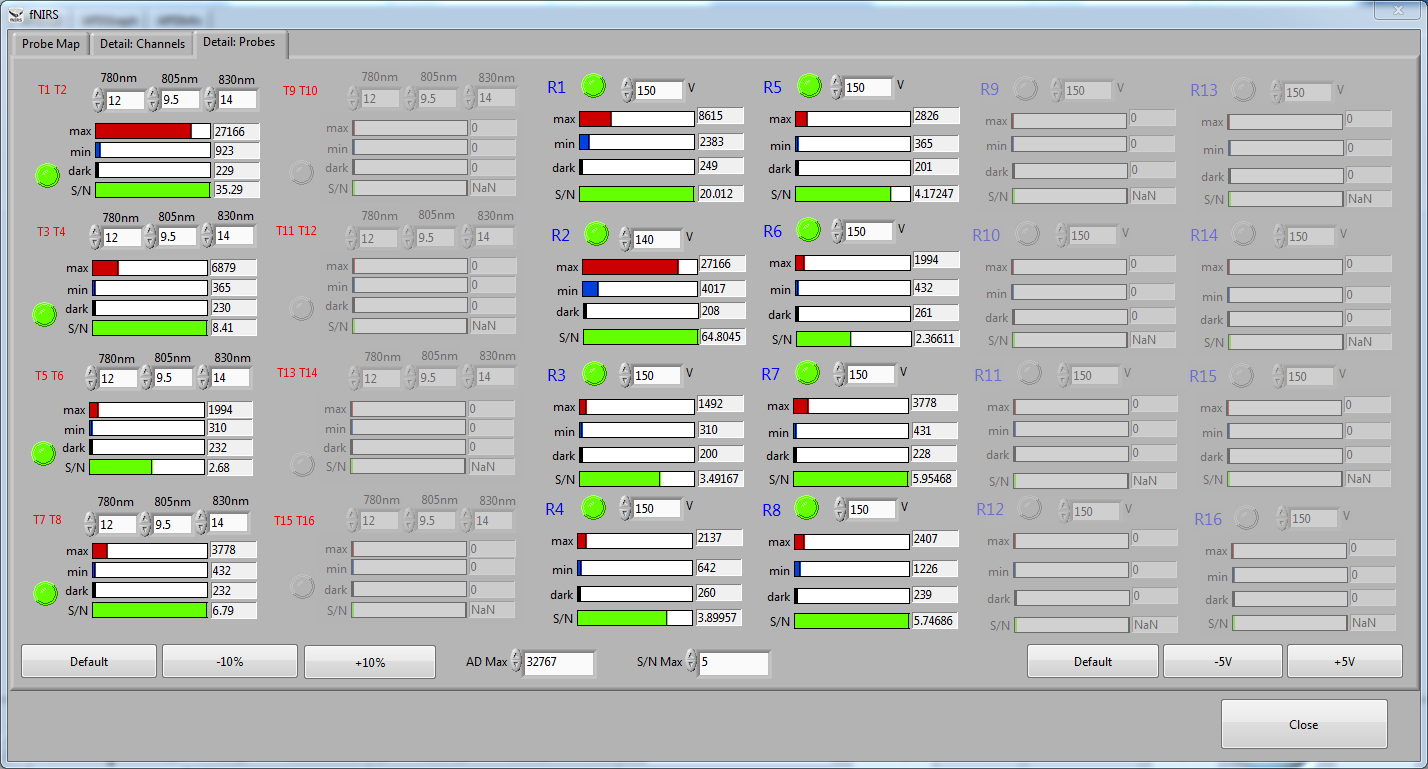 fNIRS
Probe Map Detail: Channels Detail: Probes
T1 T2
780nm 805nm 830nm
12 9.5 14
max 27166
min 923
dark 229
S/N 35.29
T3 T4
780nm 805nm 830nm
12 9.5 14
max 6879
min 365
dark 230
S/N 8.41
T5 T6
780nm 805nm 830nm
12 9.5 14
max 1994
min 310
dark 232
S/N 2.68
T7 T8
780nm 805nm 830nm
12 9.5 14
max 3778
min 432
dark 232
S/N 6.79
T9 T10
780nm 805nm 830nm
12 9.5 14
max 0
min 0
dark 0
S/N NaN
T11 T12
780nm 805nm 830nm
12 9.5 14
max 0
min 0
dark 0
S/N NaN
T13 T14
780nm 805nm 830nm
12 9.5 14
max 0
min 0
dark 0
S/N NaN
T15 T16
780nm 805nm 830nm
12 9.5 14
max 0
min 0
dark 0
S/N NaN
R1 150 V
max 8615
min 2383
dark 249
S/N 20.012
R2 140 V
max 27166
min 4017
dark 208
S/N 64.8045
R3 150 V
max 1492
min 310
dark 200
S/N 3.49167
R4 150 V
max 2137
min 642
dark 260
S/N 3.89957
R5 150 V
max 2826
min 365
dark 201
S/N 4.17247
R6 150 V
max 1994
min 432
dark 261
S/N 2.36611
R7 150 V
max 3778
min 431
dark 228
S/N 5.95468
R8 150 V
max 2407
min 1226
dark 239
S/N 5.74686
R9 150 V
max 0
min 0
dark 0
S/N NaN
R10 150 V
max 0
min 0
dark 0
S/N NaN
R11 150 V
max 0
min 0
dark 0
S/N NaN
R12 150 V
max 0
min 0
dark 0
S/N NaN
R13 150 V
max 0
min 0
dark 0
S/N NaN
R14 150 V
max 0
min 0
dark 0
S/N NaN
R15 150 V
max 0
min 0
dark 0
S/N NaN
R16 150 V
max 0
min 0
dark 0
S/N NaN
Default -10% +10% AD Max 32767 S/N Max 5 Default -5V +5V
Close